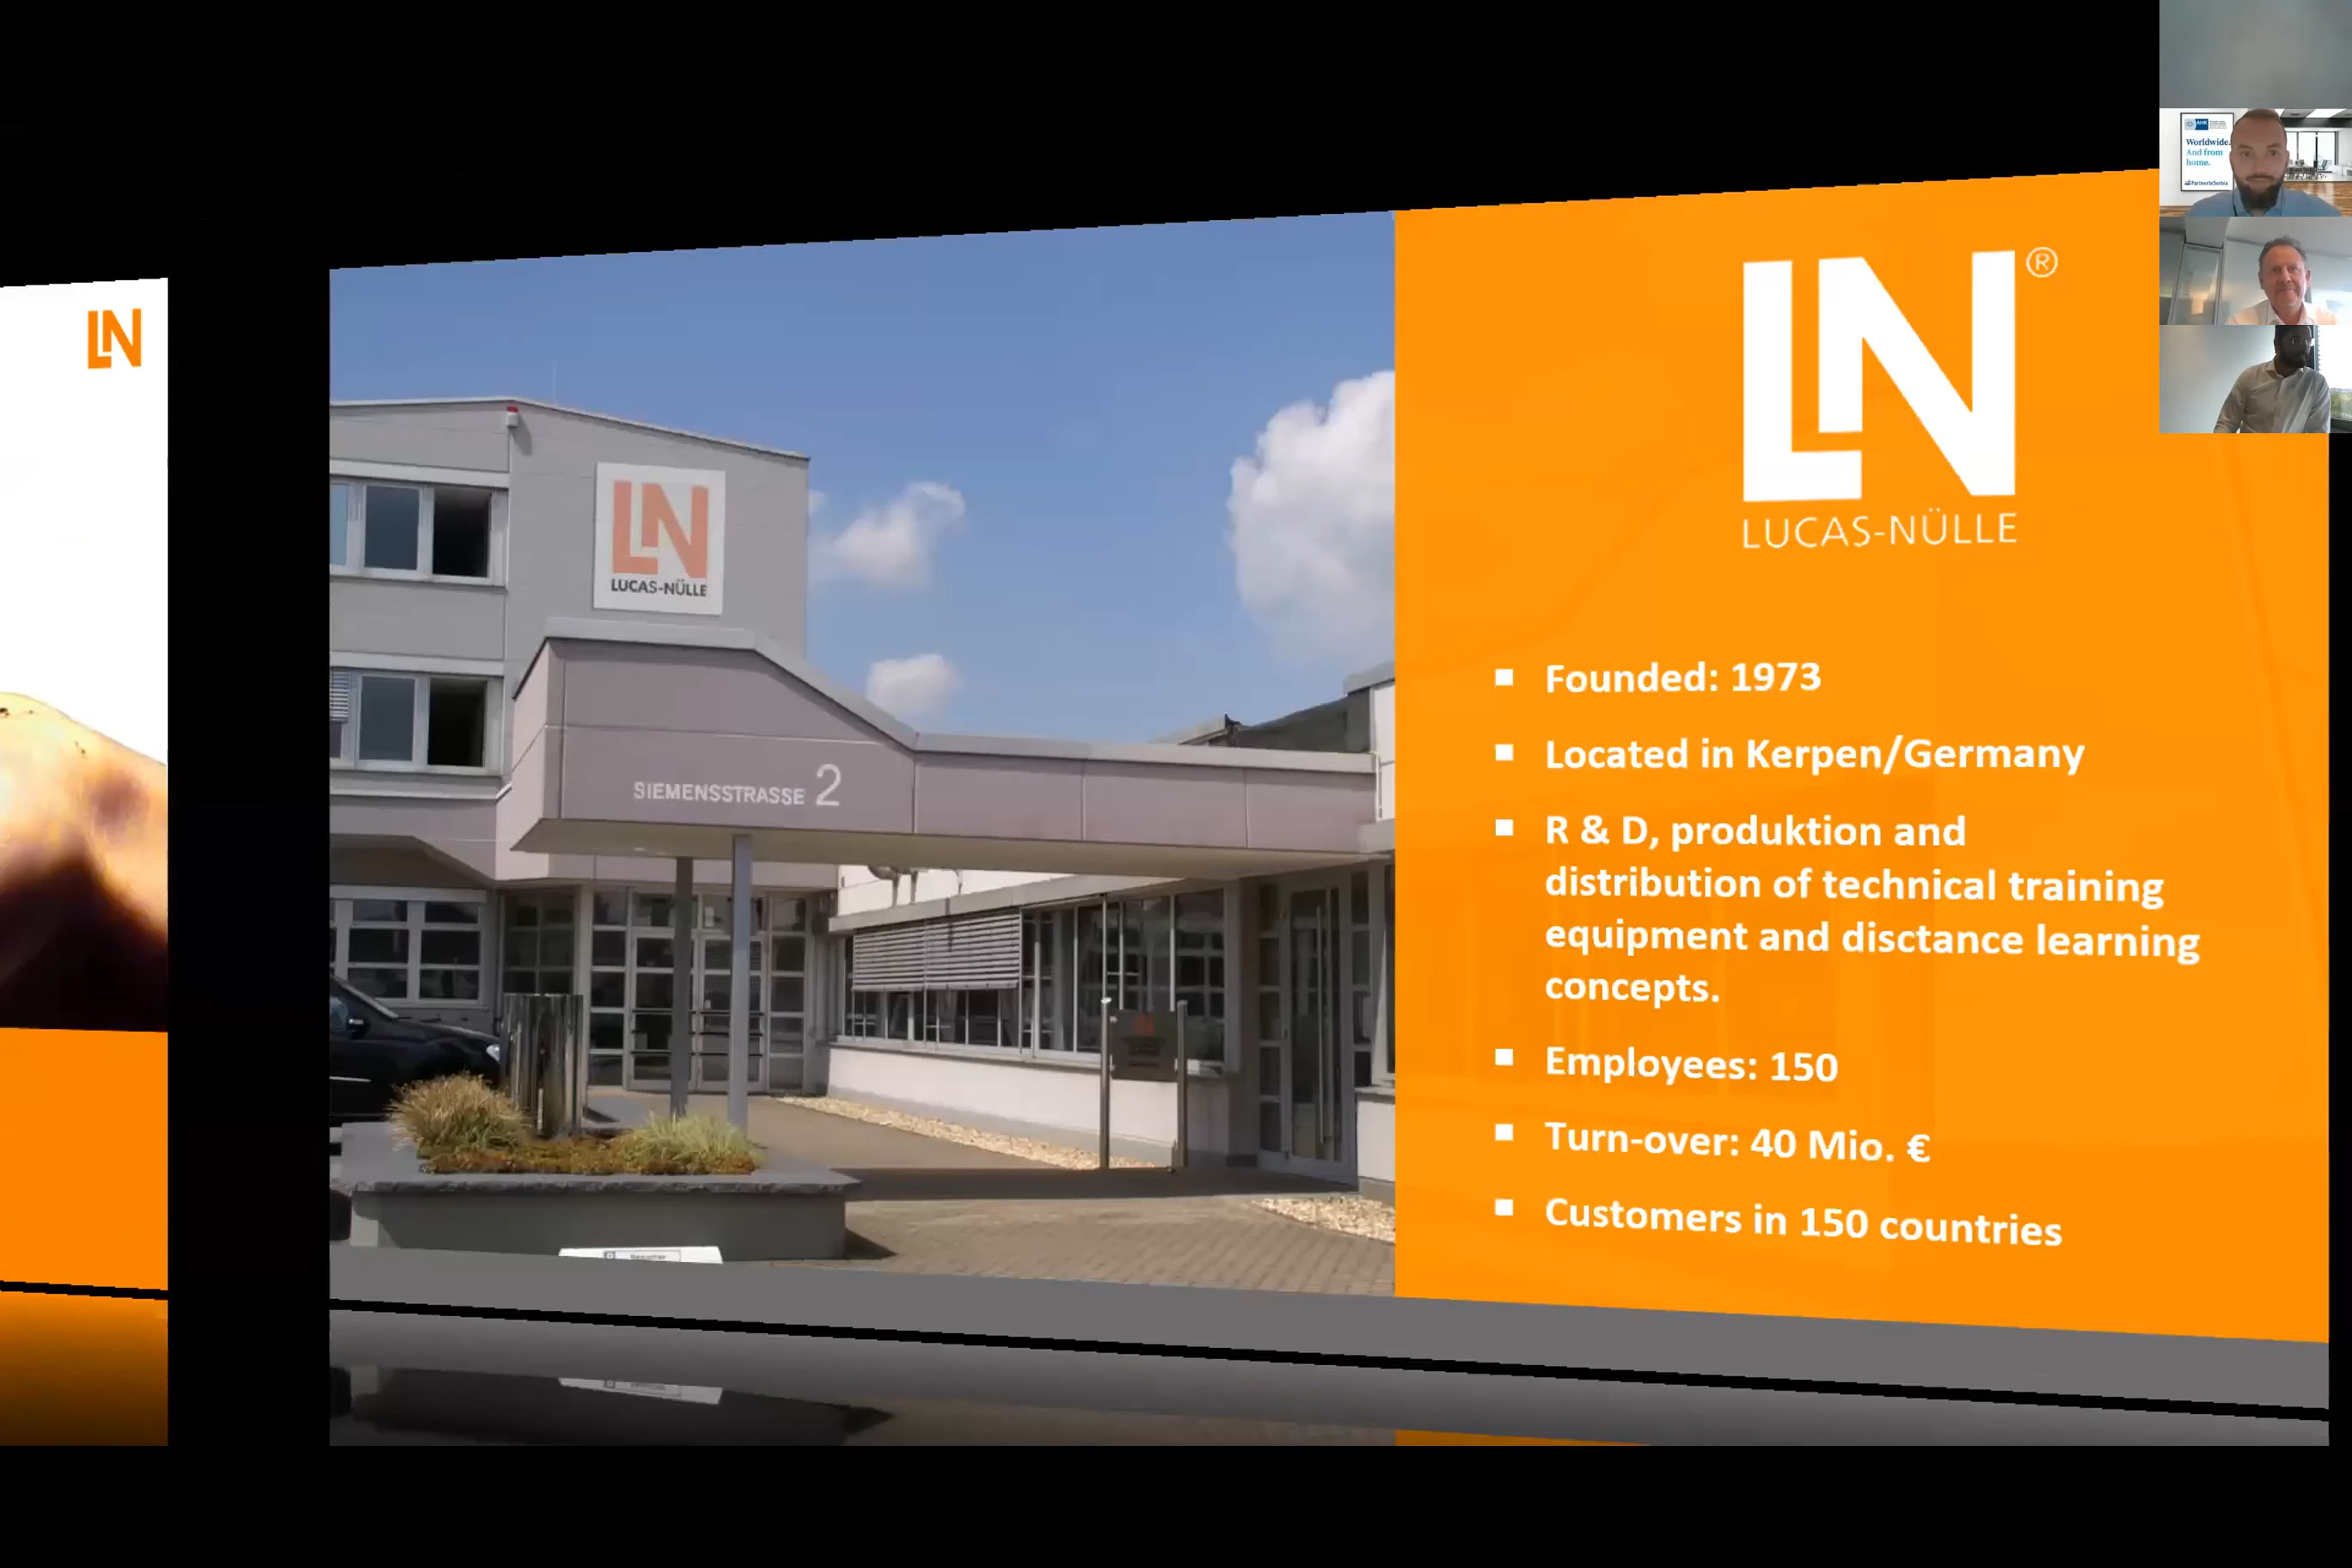 LN
LN
LUCAS-NÜLLE
SIEMENSSTRASSE 2
LN®
LUCAS-NÜLLE
Founded: 1973
Located in Kerpen/Germany
R & D, produktion and
distribution of technical training
equipment and disctance learning
concepts.
Employees: 150
Turn-over: 40 Mio. €
Customers in 150 countries
AHK
Worldwide.
And from
home.
#PartnerInSerbia